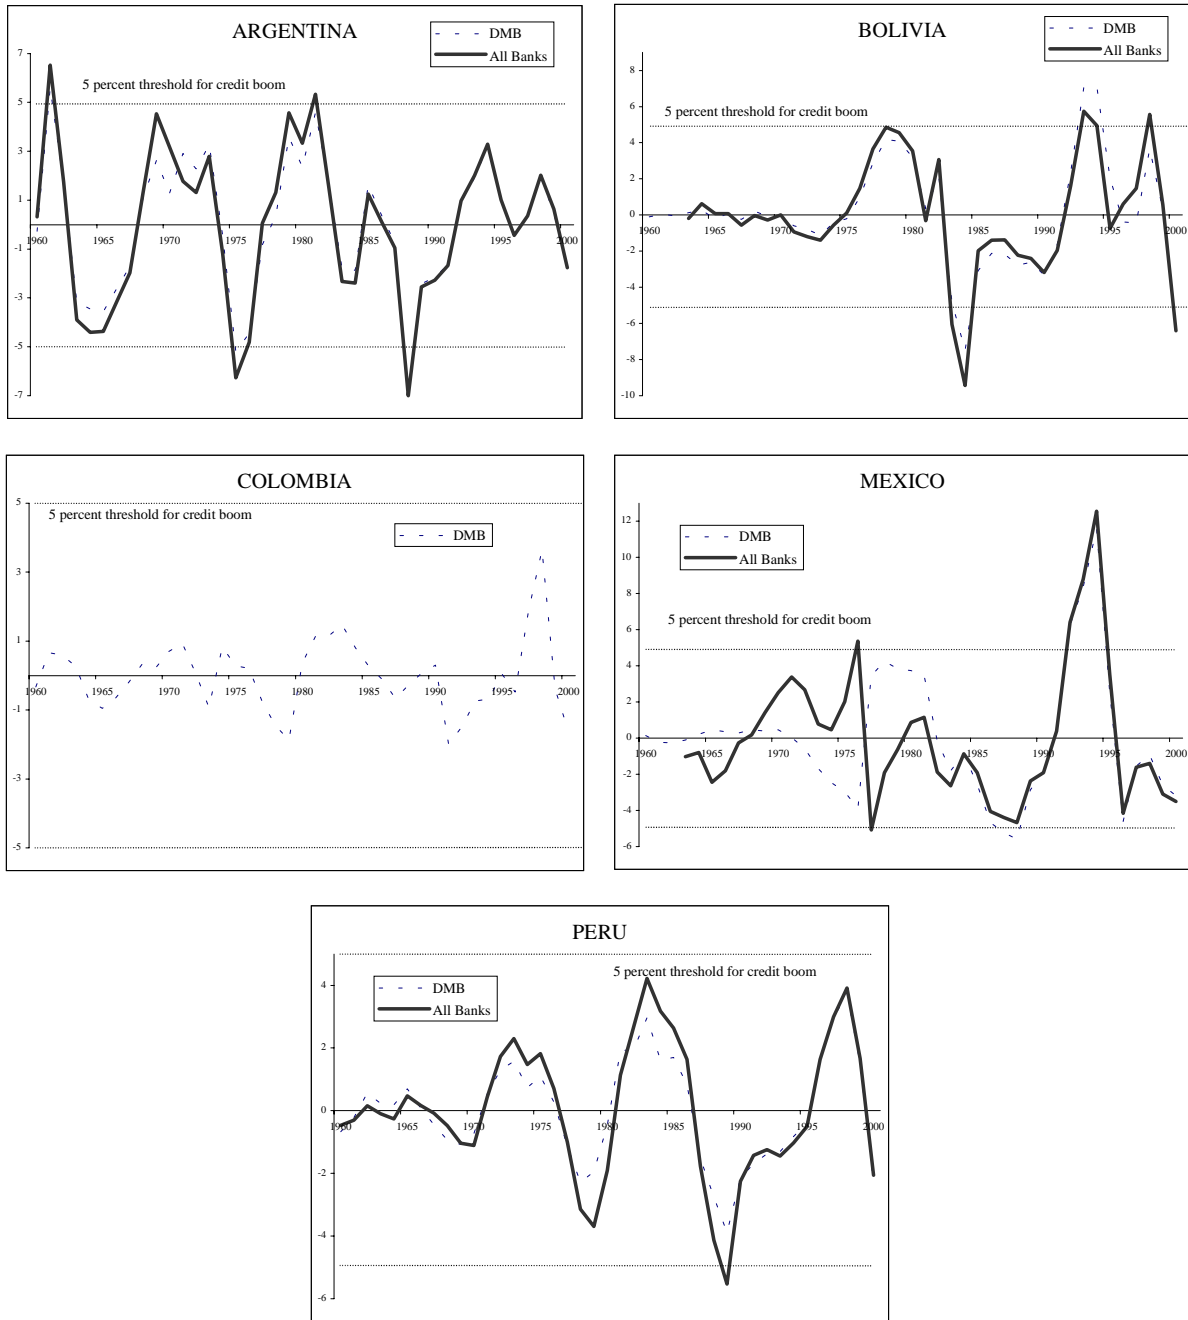 ARGENTINA
DMB
All Banks
5 percent threshold for credit boom
7
5
3
1
-1
-3
-5
-7
1960 1965 1970 1975 1980 1985 1990 1995 2000
BOLIVIA
DMB
All Banks
5 percent threshold for credit boom
8
6
4
2
0
-2
-4
-6
-8
-10
1960 1965 1970 1975 1980 1985 1990 1995 2000
COLOMBIA
5 percent threshold for credit boom
DMB
5
3
1
-1
-3
-5
1960 1965 1970 1975 1980 1985 1990 1995 2000
MEXICO
DMB
All Banks
5 percent threshold for credit boom
12
10
8
6
4
2
0
-2
-4
-6
1960 1965 1970 1975 1980 1985 1990 1995 2000
PERU
5 percent threshold for credit boom
DMB
All Banks
4
2
0
-2
-4
-6
1960 1965 1970 1975 1980 1985 1990 1995 2000